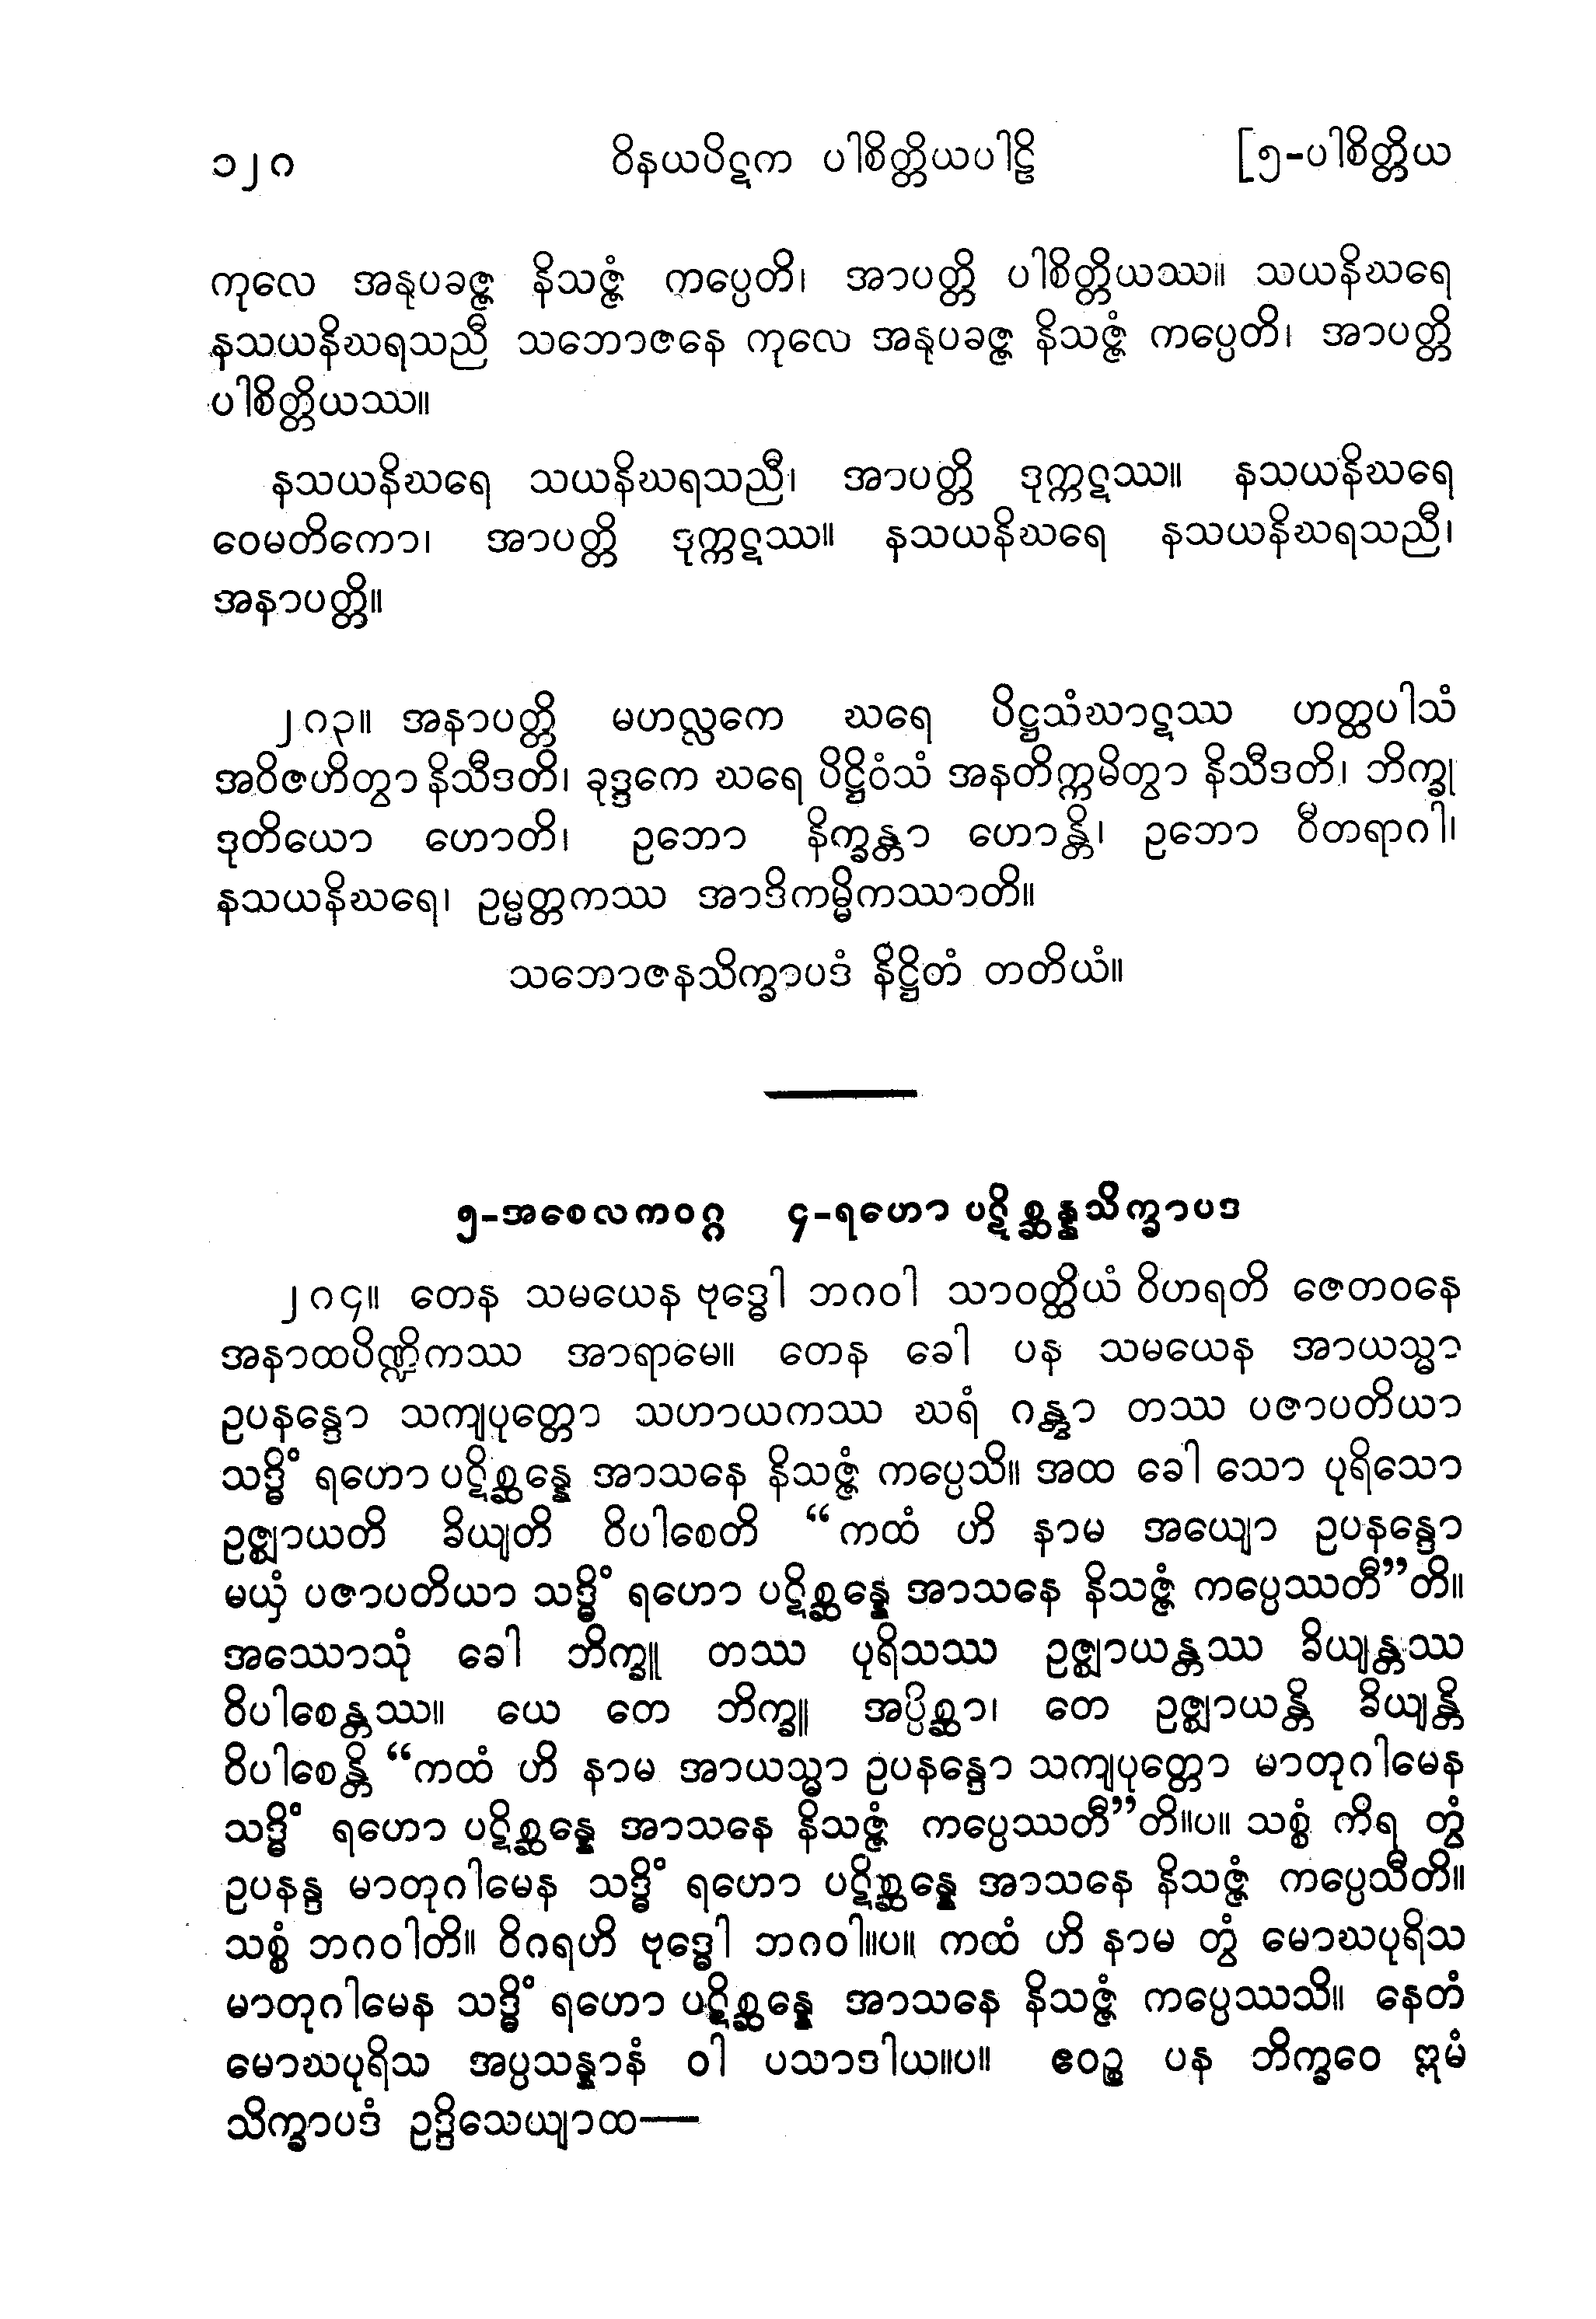 ၁၂၈ ဝိနယပိဋက ပါစိတ္တိယပါဠိ [၅-ပါစိတ္တိယ
ကုလေ အနုပခဇ္ဇ နိသဇ္ဇံ ကပ္ပေတိ၊ အာပတ္တိ ပါစိတ္တိယဿ။ သယနိဃရေ
နသယနိဃရသညီ သဘောဇနေ ကုလေ အနုပခဇ္ဇ နိသဇ္ဇံ ကပ္ပေတိ၊ အာပတ္တိ
ပါစိတ္တိယဿ။
နသယနိဃရေ သယနိဃရသညီ၊ အာပတ္တိ ဒုက္ကဋဿ။ နသယနိဃရေ
ဝေမတိကော၊ အာပတ္တိ ဒုက္ကဋဿ။ နသယနိဃရေ နသယနိဃရသညီ၊
အနာပတ္တိ။
၂၈၃။ အနာပတ္တိ မဟလ္လကေ ဃရေ ပိဋ္ဌသံဃာဋဿ ဟတ္ထပါသံ
အဝိဇဟိတွာ နိသီဒတိ၊ ခုဒ္ဒကေ ဃရေ ပိဋ္ဌိဝံသံ အနတိက္ကမိတွာ နိသီဒတိ၊ ဘိက္ခု
ဒုတိယော ဟောတိ၊ ဥဘော နိက္ခန္တာ ဟောန္တိ၊ ဥဘော ဝီတရာဂါ၊
နသယနိဃရေ၊ ဥမ္မတ္တကဿ အာဒိကမ္မိကဿာတိ။
သဘောဇနသိက္ခာပဒံ နိဋ္ဌိတံ တတိယံ။
၅-အစေလကဝဂ္ဂ ၄-ရဟော ပဋိစ္ဆန္နသိက္ခာပဒ
၂၈၄။ တေန သမယေန ဗုဒ္ဓေါ ဘဂဝါ သာဝတ္ထိယံ ဝိဟရတိ ဇေတဝနေ
အနာထပိဏ္ဍိကဿ အာရာမေ။ တေန ခေါ ပန သမယေန အာယသ္မာ
ဥပနန္ဒော သကျပုတ္တော သဟာယကဿ ဃရံ ဂန္တွာ တဿ ပဇာပတိယာ
သဒ္ဓိံ ရဟော ပဋိစ္ဆန္နေ အာသနေ နိသဇ္ဇံ ကပ္ပေသိ။ အထ ခေါ သော ပုရိသော
ဥဇ္ဈာယတိ ခိယျတိ ဝိပါစေတိ “ကထံ ဟိ နာမ အယျော ဥပနန္ဒော
မယှံ ပဇာပတိယာ သဒ္ဓိံ ရဟော ပဋိစ္ဆန္နေ အာသနေ နိသဇ္ဇံ ကပ္ပေဿတီ”တိ။
အဿောသုံ ခေါ ဘိက္ခူ တဿ ပုရိသဿ ဥဇ္ဈာယန္တဿ ခိယျန္တဿ
ဝိပါစေန္တဿ။ ယေ တေ ဘိက္ခူ အပ္ပိစ္ဆာ၊ တေ ဥဇ္ဈာယန္တိ ခိယျန္တိ
ဝိပါစေန္တိ “ကထံ ဟိ နာမ အာယသ္မာ ဥပနန္ဒော သကျပုတ္တော မာတုဂါမေန
သဒ္ဓိံ ရဟော ပဋိစ္ဆန္နေ အာသနေ နိသဇ္ဇံ ကပ္ပေဿတီ”တိ။ပ။ သစ္စံ ကိရ တွံ
ဥပနန္ဒ မာတုဂါမေန သဒ္ဓိံ ရဟော ပဋိစ္ဆန္နေ အာသနေ နိသဇ္ဇံ ကပ္ပေသီတိ။
သစ္စံ ဘဂဝါတိ။ ဝိဂရဟိ ဗုဒ္ဓေါ ဘဂဝါ။ပ။ ကထံ ဟိ နာမ တွံ မောဃပုရိသ
မာတုဂါမေန သဒ္ဓိံ ရဟော ပဋိစ္ဆန္နေ အာသနေ နိသဇ္ဇံ ကပ္ပေဿသိ။ နေတံ
မောဃပုရိသ အပ္ပသန္နာနံ ဝါ ပသာဒါယ။ပ။ ဧဝဉ္စ ပန ဘိက္ခဝေ ဣမံ
သိက္ခာပဒံ ဥဒ္ဒိသေယျာထ—